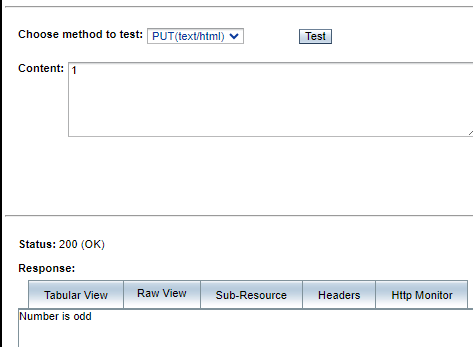 Choose method to test: PUT(text/html) Test
Content: 1
Status: 200 (OK)
Response:
Tabular View Raw View Sub-Resource Headers Http Monitor
Number is odd